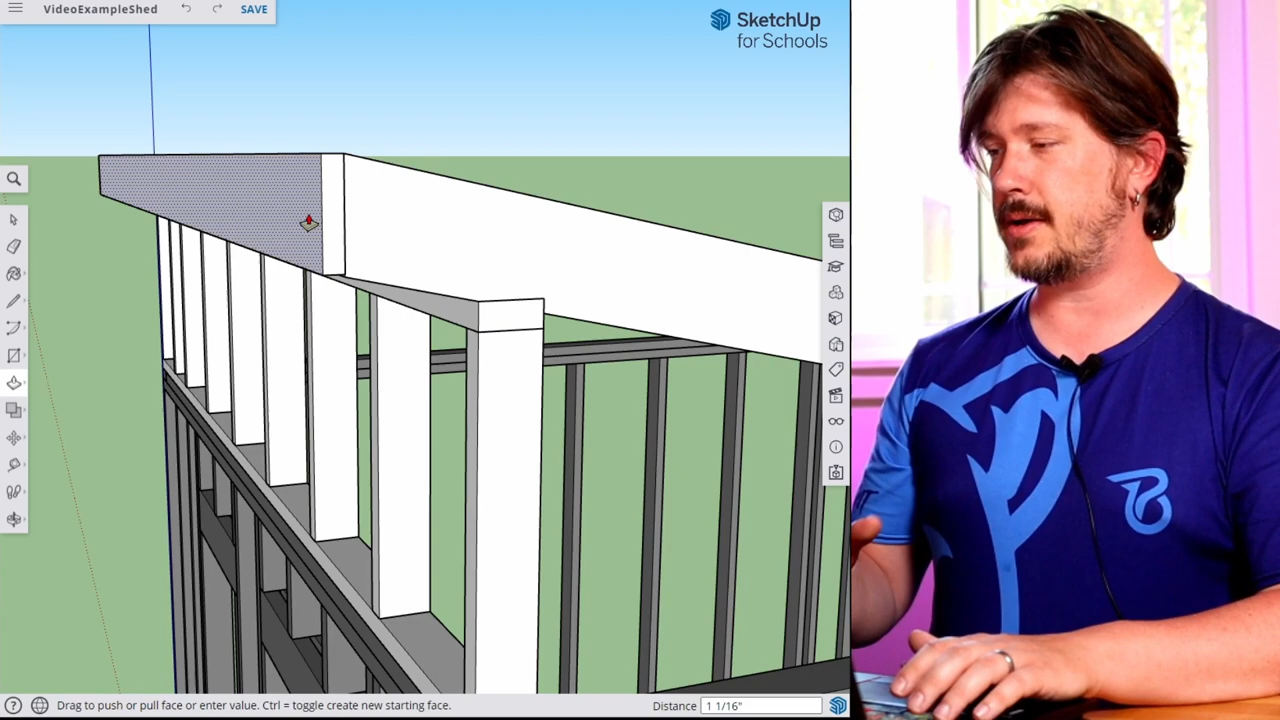 VideoExampleShed
SAVE
SketchUp
for Schools
Drag to push or pull face or enter value. Ctrl = toggle create new starting face.
Distance 1 1/16"